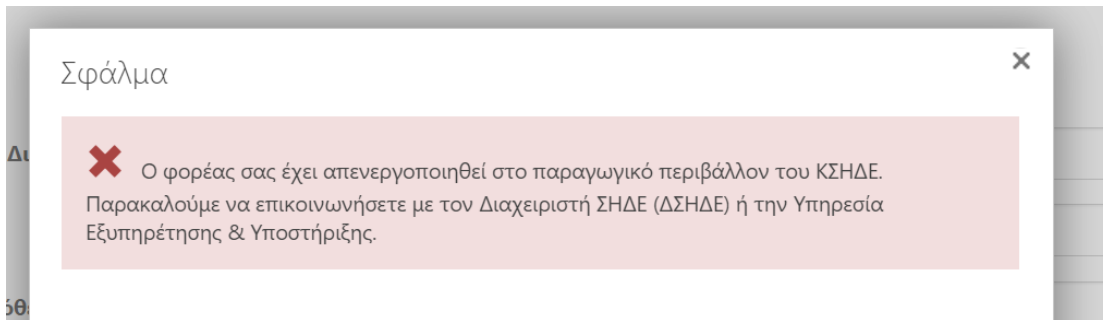 Σφάλμα
Ο φορέας σας έχει απενεργοποιηθεί στο παραγωγικό περιβάλλον του ΚΣΗΔΕ.
Παρακαλούμε να επικοινωνήσετε με τον Διαχειριστή ΣΗΔΕ (ΔΣΗΔΕ) ή την Υπηρεσία
Εξυπηρέτησης & Υποστήριξης.